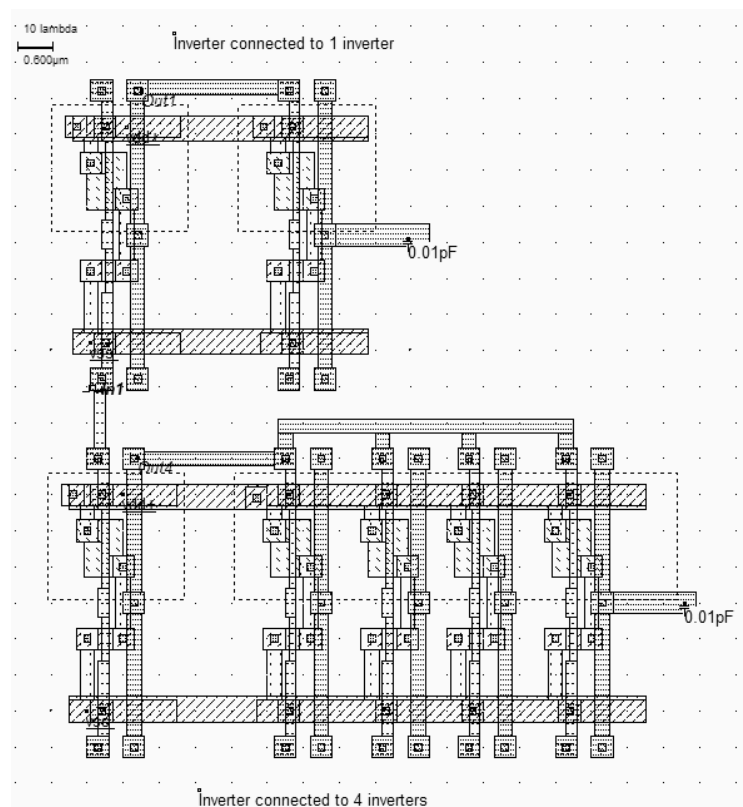 10 lambda
Inverter connected to 1 inverter
0.600µm
Out1
0.01pF
Out4
0.01pF
Inverter connected to 4 inverters